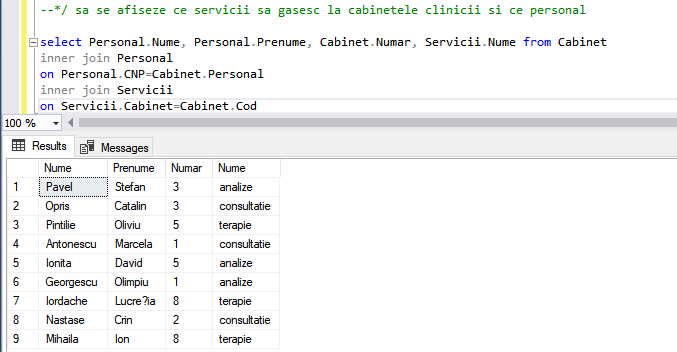 --*/ sa se afiseze ce servicii sa gasesc la cabinetele clinicii si ce personal
select Personal.Nume, Personal.Prenume, Cabinet.Numar, Servicii.Nume from Cabinet
inner join Personal
on Personal.CNP=Cabinet.Personal
inner join Servicii
on Servicii.Cabinet=Cabinet.Cod
100 %
Results Messages
Nume Prenume Numar Nume
1 Pavel Stefan 3 analize
2 Opris Catalin 3 consultatie
3 Pintilie Oliviu 5 terapie
4 Antonescu Marcela 1 consultatie
5 Ionita David 5 analize
6 Georgescu Olimpiu 1 analize
7 Iordache Lucre?ia 8 terapie
8 Nastase Crin 2 consultatie
9 Mihaila Ion 8 terapie